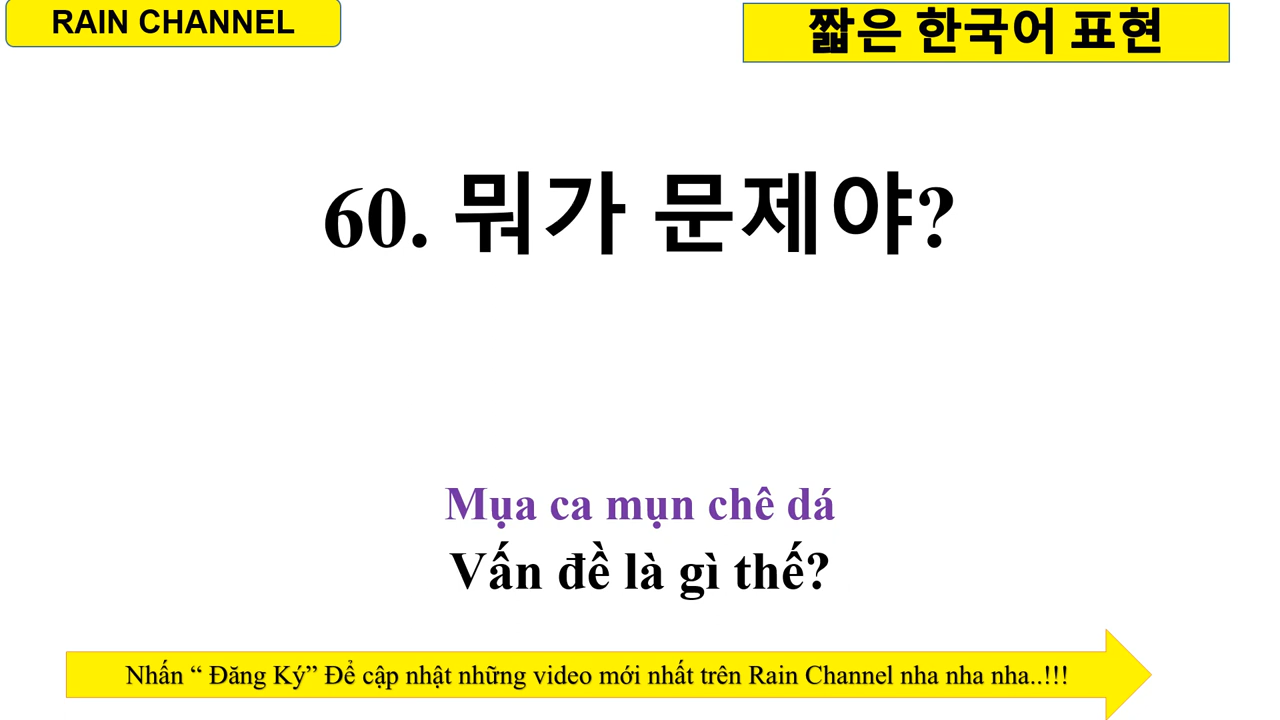 RAIN CHANNEL
짧은 한국어 표현
60. 뭐가 문제야?
Mụa ca mụn chê dá
Vấn đề là gì thế?
Nhấn “ Đăng Ký” Để cập nhật những video mới nhất trên Rain Channel nha nha nha..!!!